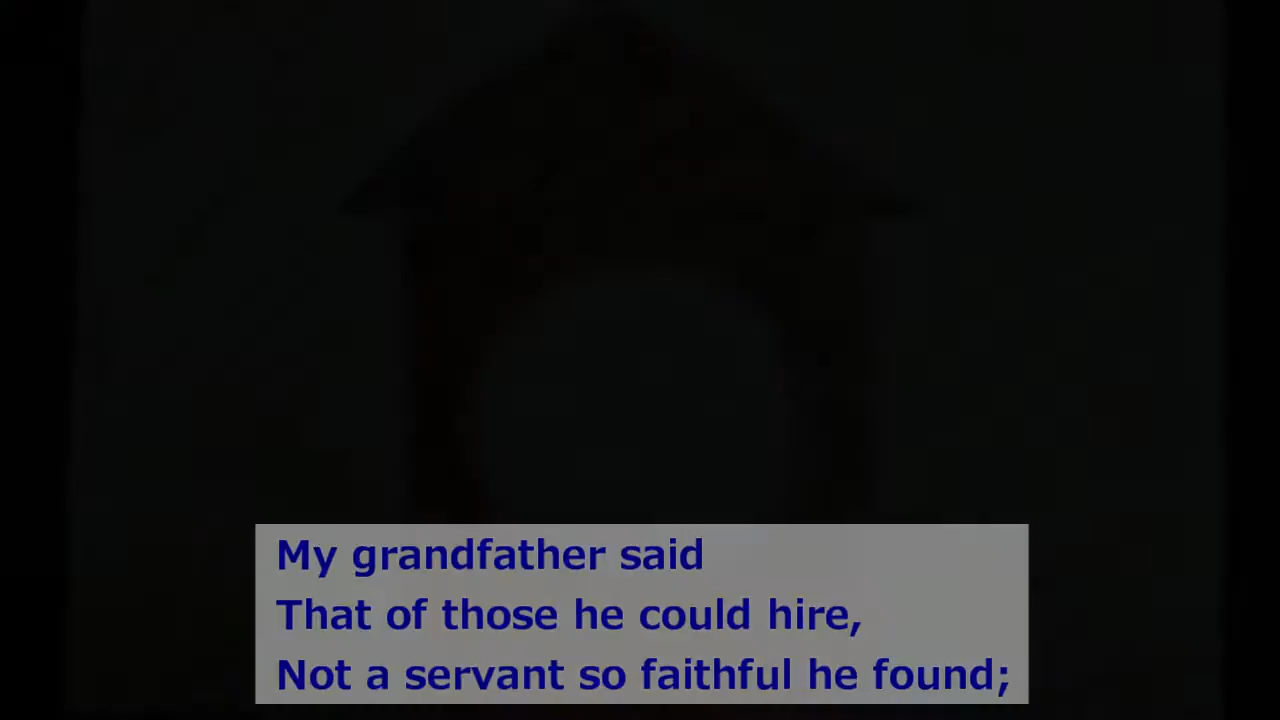 My grandfather said
That of those he could hire,
Not a servant so faithful he found;